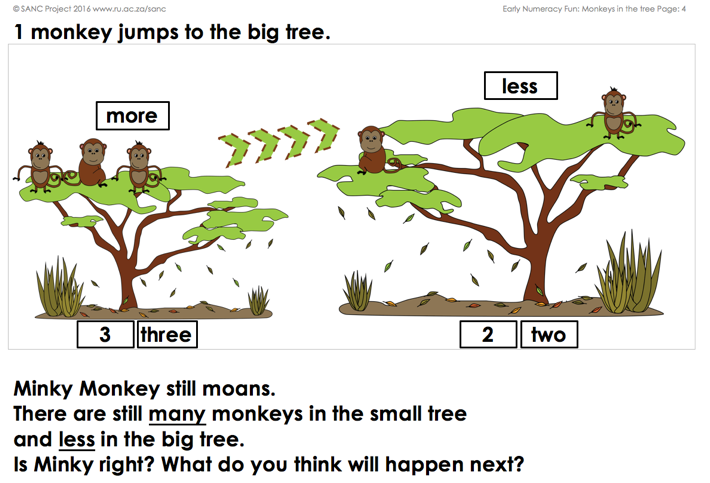 © SANC Project 2016 www.ru.ac.za/sanc
Early Numeracy Fun: Monkeys in the tree Page: 4
1 monkey jumps to the big tree.
more
less
3 three
2 two
Minky Monkey still moans.
There are still many monkeys in the small tree
and less in the big tree.
Is Minky right? What do you think will happen next?